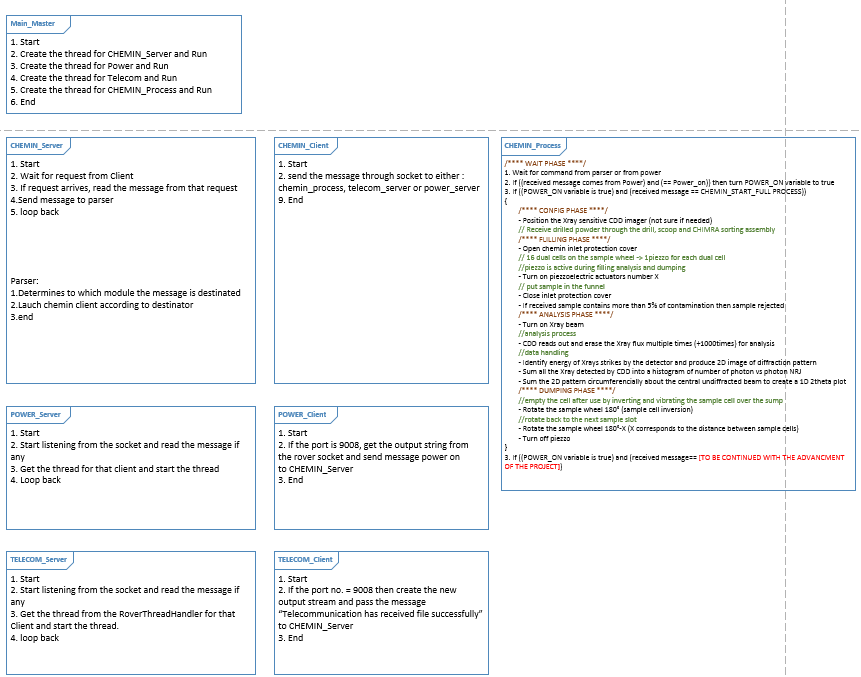 Main_Master
1. Start
2. Create the thread for CHEMIN_Server and Run
3. Create the thread for Power and Run
4. Create the thread for Telecom and Run
5. Create the thread for CHEMIN_Process and Run
6. End
CHEMIN_Server
1. Start
2. Wait for request from Client
3. If request arrives, read the message from that request
4.Send message to parser
5. loop back
Parser:
1.Determines to which module the message is destinated
2.Lauch chemin client according to destinator
3.end
CHEMIN_Client
1. Start
2. send the message through socket to either :
chemin_process, telecom_server or power_server
9. End
CHEMIN_Process
/**** WAIT PHASE ****/
1. Wait for command from parser or from power
2. If ((received message comes from Power) and (== Power_on)) then turn POWER_ON variable to true
3. If ((POWER_ON variable is true) and (received message == CHEMIN_START_FULL PROCESS))
{
/**** CONFIG PHASE ****/
- Position the Xray sensitive CDD imager (not sure if needed)
// Receive drilled powder through the drill, scoop and CHIMRA sorting assembly
/**** FULLING PHASE ****/
- Open chemin inlet protection cover
// 16 dual cells on the sample wheel -> 1piezzo for each dual cell
//piezzo is active during filling analysis and dumping
- Turn on piezzoelectric actuators number X
// put sample in the funnel
- Close inlet protection cover
- If received sample contains more than 5% of contamination then sample rejected
/**** ANALYSIS PHASE ****/
- Turn on Xray beam
//analysis process
- CDO reads out and erase the Xray flux multiple times (+1000times) for analysis
//data handling
- Identify energy of Xrays strikes by the detector and produce 2D image of diffraction pattern
- Sum all the Xray detected by CDD into a histogram of number of photon vs photon NRJ
- Sum the 2D pattern circumferencially about the central undiffracted beam to create a 1D 2theta plot
/**** DUMPING PHASE ****/
//empty the cell after use by inverting and vibrating the sample cell over the sump
- Rotate the sample wheel 180° (sample cell inversion)
//rotate back to the next sample slot
- Rotate the sample wheel 180°-X (X corresponds to the distance between sample cells)
- Turn off piezzo
}
3. If ((POWER_ON variable is true) and (received message== (TO BE CONTINUED WITH THE ADVANCMENT
OF THE PROJECT))
POWER_Server
1. Start
2. Start listening from the socket and read the message if
any
3. Get the thread for that client and start the thread
4. Loop back
POWER_Client
1. Start
2. If the port is 9008, get the output string from
the rover socket and send message power on
to CHEMIN_Server
3. End
TELECOM_Server
1. Start
2. Start listening from the socket and read the message if
any
3. Get the thread from the RoverThreadHandler for that
Client and start the thread.
4. loop back
TELECOM_Client
1. Start
2. If the port no. = 9008 then create the new
output stream and pass the message
“Telecommunication has received file successfully”
to CHEMIN_Server
3. End